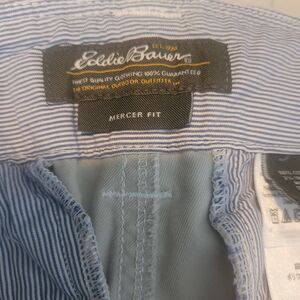 EST. 1920
Eddie Bauer
FINEST QUALITY CLOTHING 100% GUARANTEED
THE ORIGINAL OUTDOOR OUTFITTER
MERCER FIT